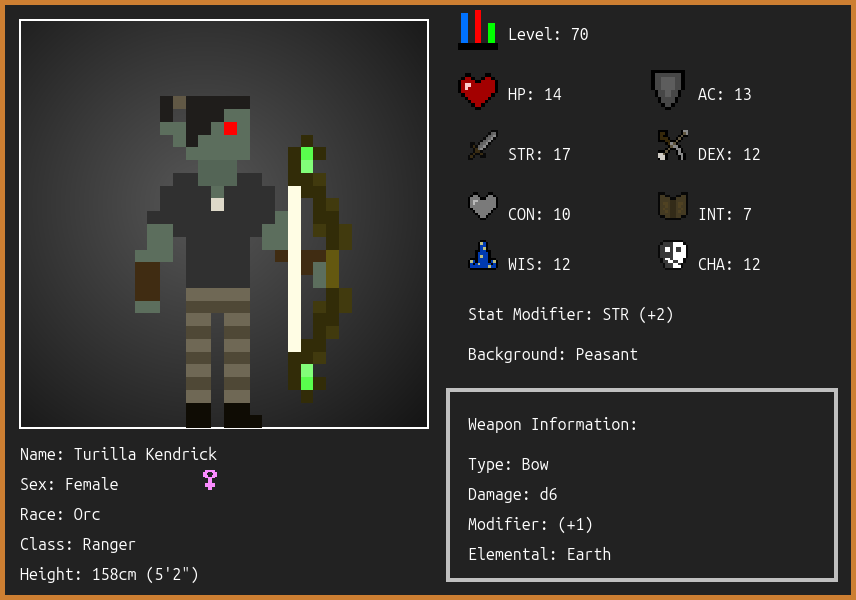 Level: 70
HP: 14
AC: 13
STR: 17
DEX: 12
CON: 10
INT: 7
WIS: 12
CHA: 12
Stat Modifier: STR (+2)
Background: Peasant
Weapon Information:
Type: Bow
Damage: d6
Modifier: (+1)
Elemental: Earth
Name: Turilla Kendrick
Sex: Female
Race: Orc
Class: Ranger
Height: 158cm (5'2")